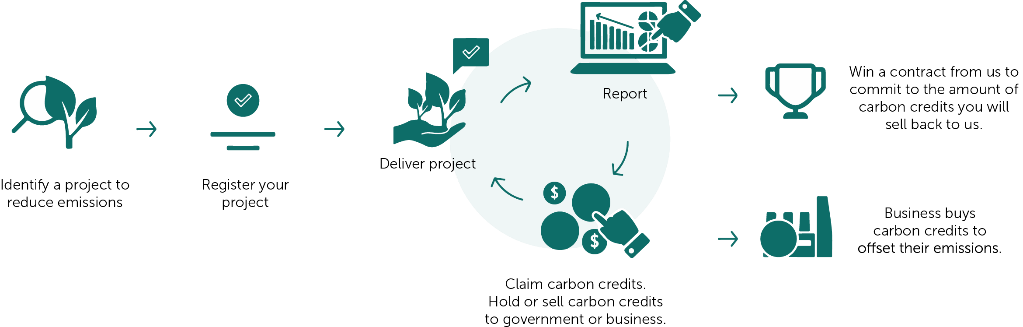 Identify a project to
reduce emissions
Register your
project
Deliver project
Report
Claim carbon credits.
Hold or sell carbon credits
to government or business.
$
$
Win a contract from us to
commit to the amount of
carbon credits you will
sell back to us.
Business buys
carbon credits to
offset their emissions.